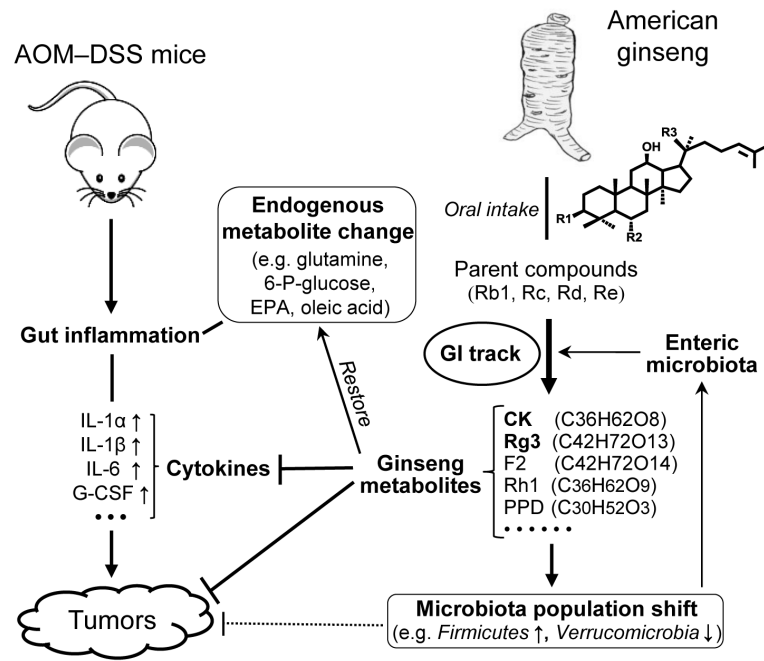 American
ginseng
AOM–DSS mice
R3
OH
R1
R2
Oral intake
Endogenous
metabolite change
(e.g. glutamine,
6-P-glucose,
EPA, oleic acid)
Parent compounds
(Rb1, Rc, Rd, Re)
Gut inflammation
GI track
Enteric
microbiota
Restore
IL-1α ↑
IL-1β ↑
IL-6 ↑
G-CSF ↑
• • •
Cytokines
Ginseng
metabolites
CK (C36H62O8)
Rg3 (C42H72O13)
F2 (C42H72O14)
Rh1 (C36H62O9)
PPD (C30H52O3)
• • • • • •
Tumors
Microbiota population shift
(e.g. Firmicutes ↑, Verrucomicrobia ↓)